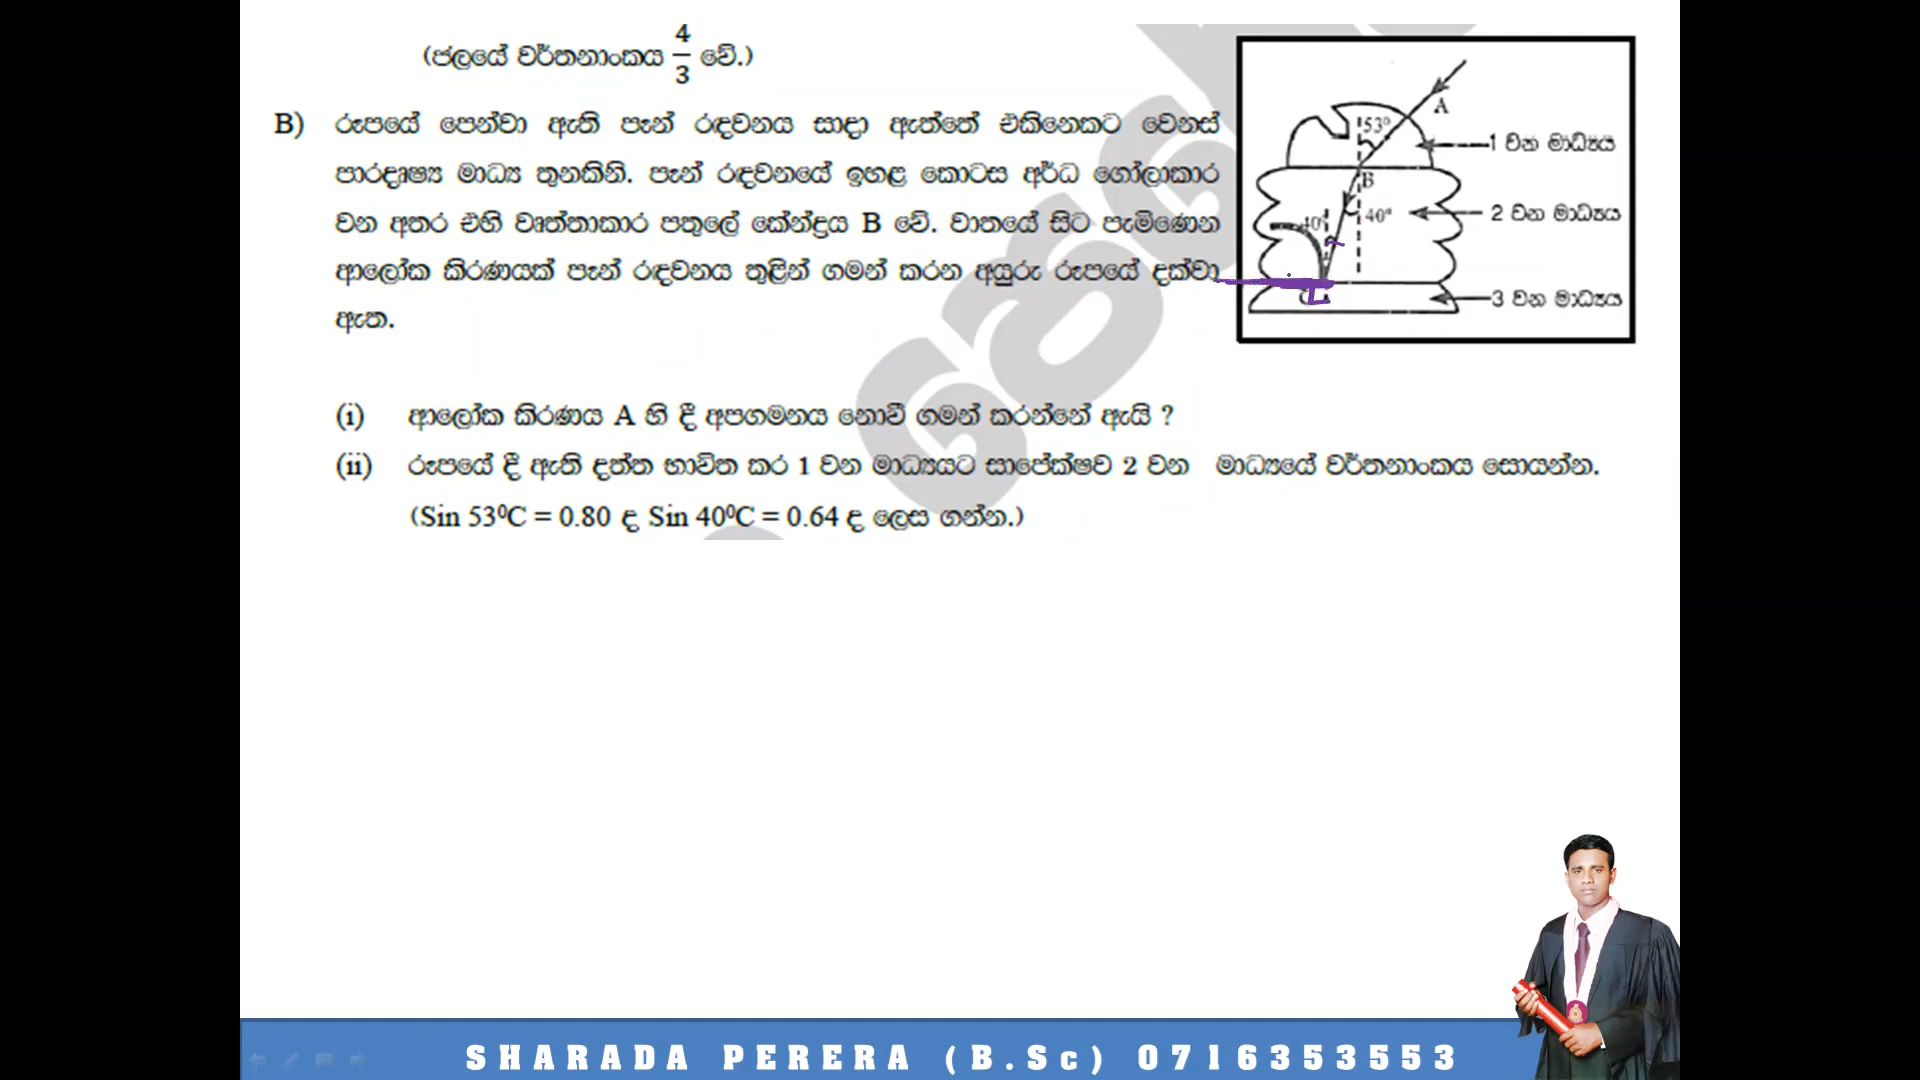 (ජලයේ වර්තනාංකය 4/3 වේ.)
B) රූපයේ පෙන්වා ඇති පෑන් රඳවනය සාදා ඇත්තේ එකිනෙකට වෙනස්
පාරදෘෂ්‍ය මාධ්‍ය තුනකිනි. පෑන් රඳවනයේ ඉහළ කොටස අර්ධ ගෝලාකාර
වන අතර එහි වෘත්තාකාර පතුලේ කේන්ද්‍රය B වේ. වාතයේ සිට පැමිණෙන
ආලෝක කිරණයක් පෑන් රඳවනය තුළින් ගමන් කරන අයුරු රූපයේ දක්වා
ඇත.
A
53⁰
1 වන මාධ්‍යය
B
40⁰
2 වන මාධ්‍යය
40⁰
3 වන මාධ්‍යය
(i) ආලෝක කිරණය A හි දී අපගමනය නොවී ගමන් කරන්නේ ඇයි ?
(ii) රූපයේ දී ඇති දත්ත භාවිත කර 1 වන මාධ්‍යයට සාපේක්ෂව 2 වන මාධ්‍යයේ වර්තනාංකය සොයන්න.
(Sin 53⁰C = 0.80 ද Sin 40⁰C = 0.64 ද ලෙස ගන්න.)
SHARADA PERERA (B.Sc) 0716353553